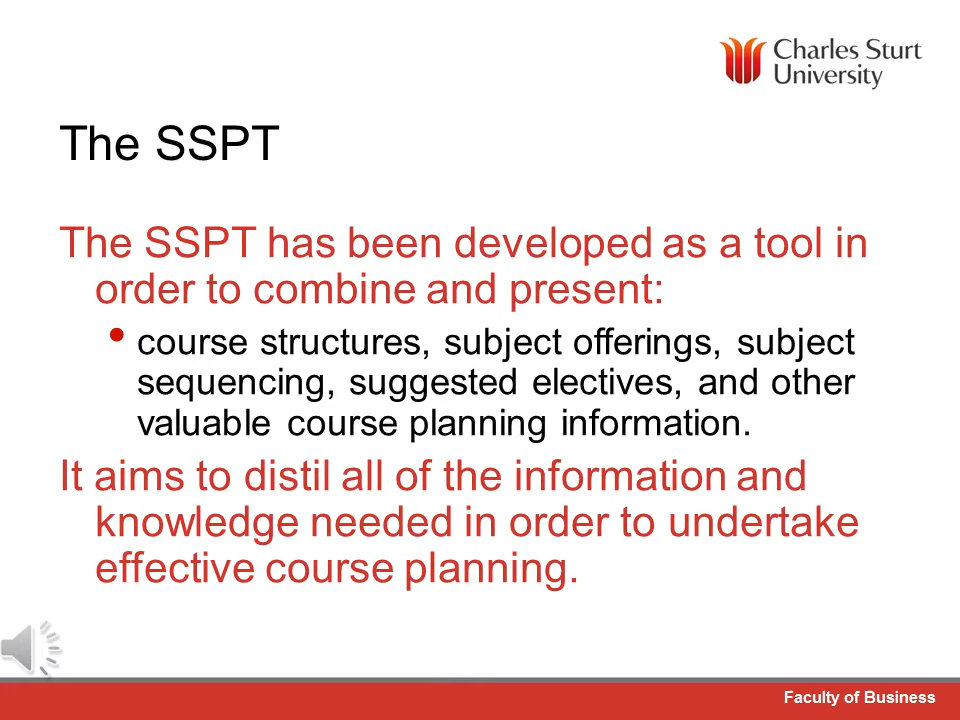 Charles Sturt
University
The SSPT
The SSPT has been developed as a tool in
order to combine and present:
• course structures, subject offerings, subject
sequencing, suggested electives, and other
valuable course planning information.
It aims to distil all of the information and
knowledge needed in order to undertake
effective course planning.
Faculty of Business